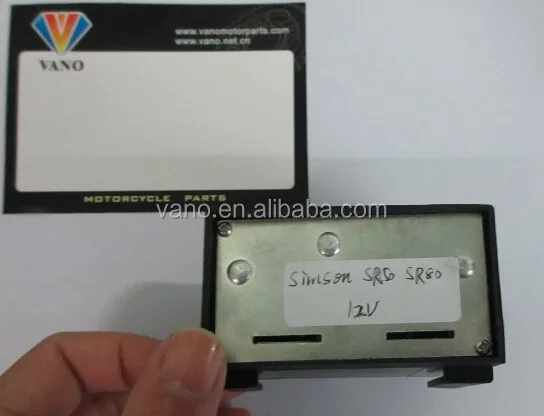 www.vanomotorparts.com
www.vano.net.cn
VANO
MOTORCYCLE PARTS
vano.en.alibaba.com
Simson SR50 SR80
12V